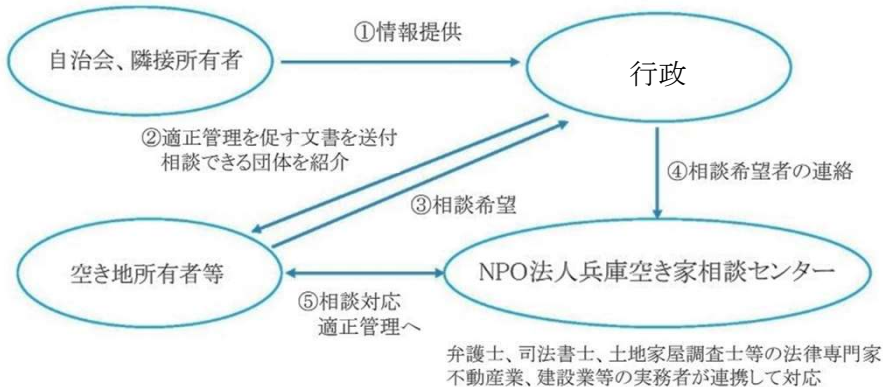 ①情報提供
自治会、隣接所有者
行政
②適正管理を促す文書を送付
相談できる団体を紹介
③相談希望
④相談希望者の連絡
空き地所有者等
NPO法人兵庫空き家相談センター
⑤相談対応
適正管理へ
弁護士、司法書士、土地家屋調査士等の法律専門家
不動産業、建設業等の実務者が連携して対応